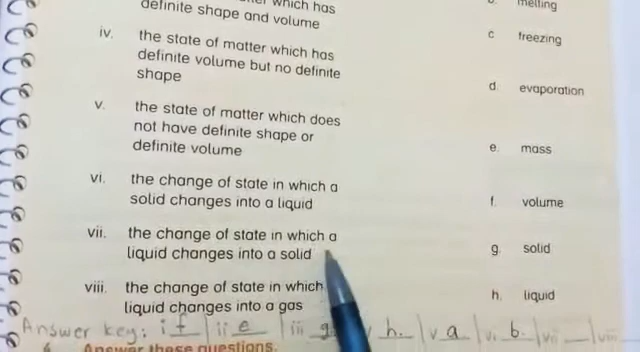 which has
definite shape and volume
iv. the state of matter which has
definite volume but no definite
shape
v. the state of matter which does
not have definite shape or
definite volume
vi. the change of state in which a
solid changes into a liquid
vii. the change of state in which a
liquid changes into a solid
viii. the change of state in which
liquid changes into a gas
melting
c freezing
d. evaporation
e. mass
f. volume
g. solid
h. liquid
Answer key: i f | ii e | iii g h. | v a | vi b. | vii | viii
Answer these questions.